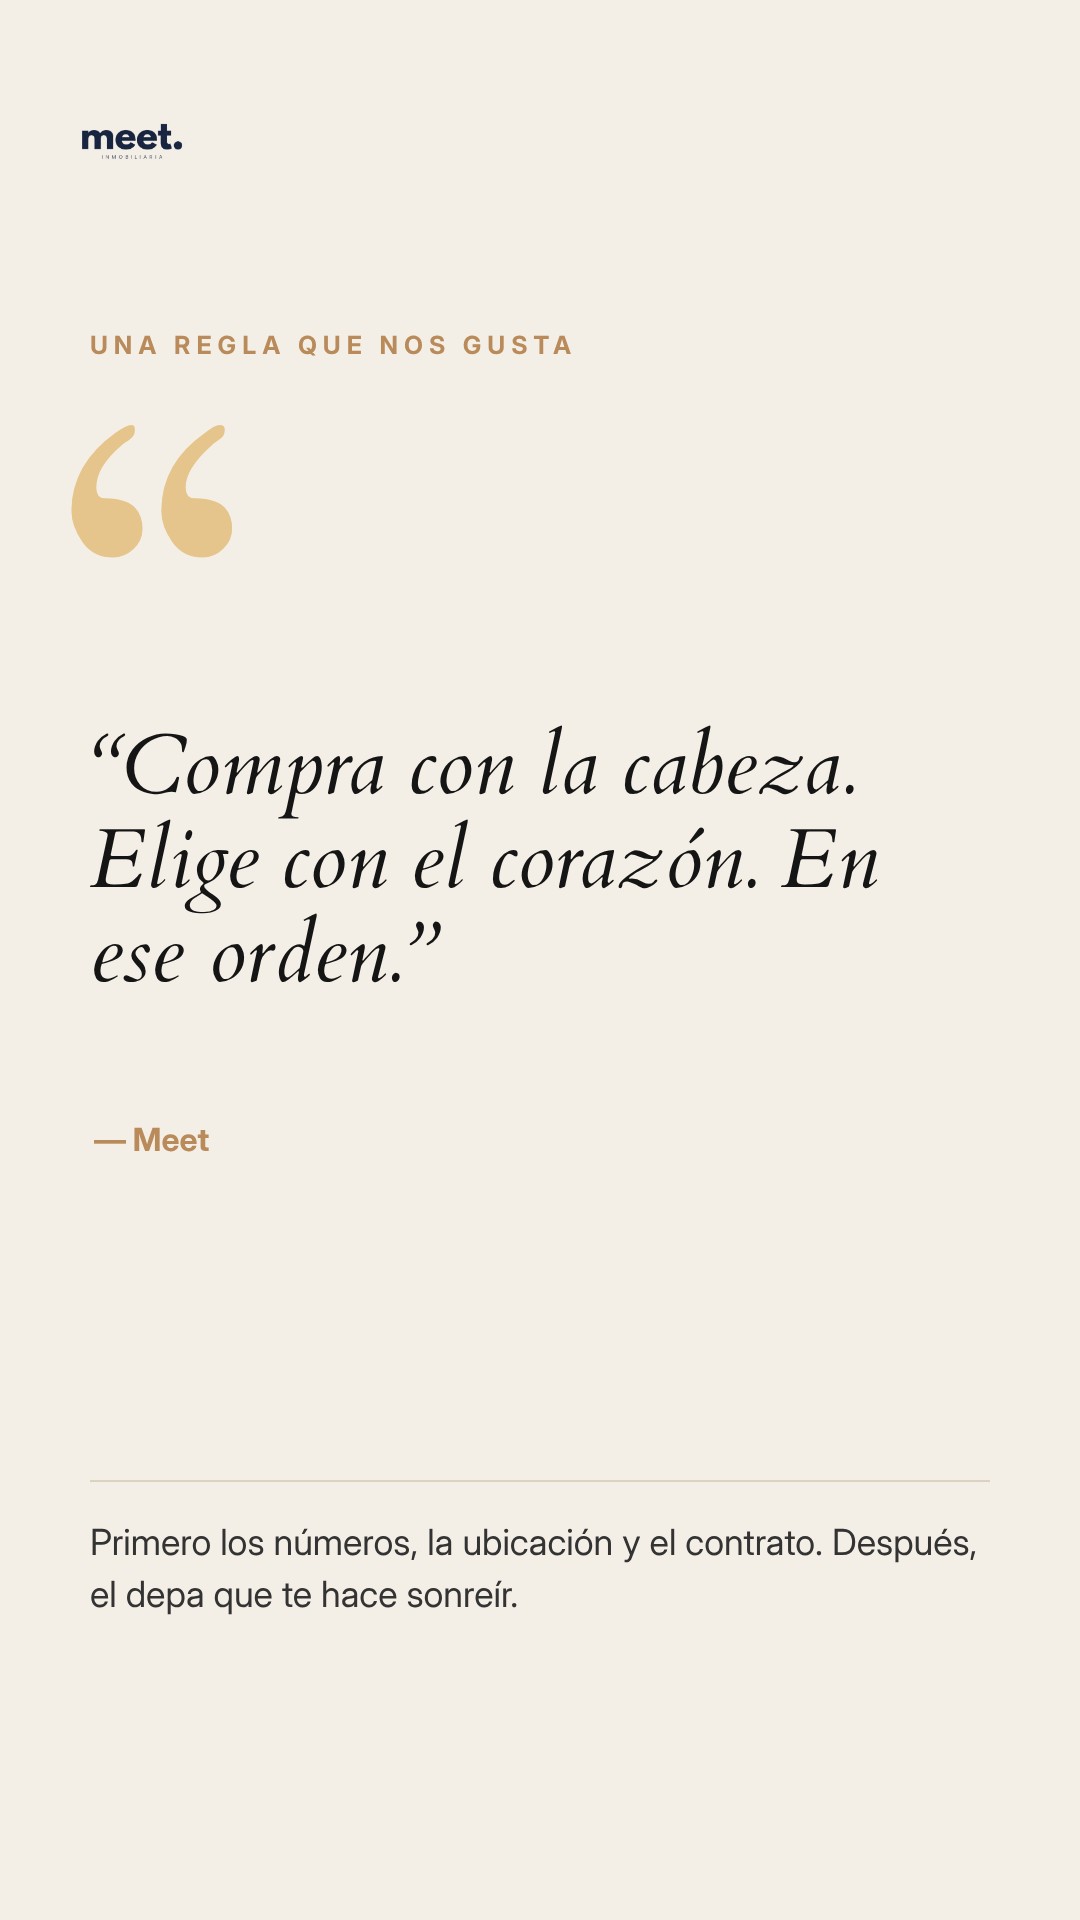 meet.
INMOBILIARIA
UNA REGLA QUE NOS GUSTA
“
“Compra con la cabeza.
Elige con el corazón. En
ese orden.”
— Meet
Primero los números, la ubicación y el contrato. Después,
el depa que te hace sonreír.